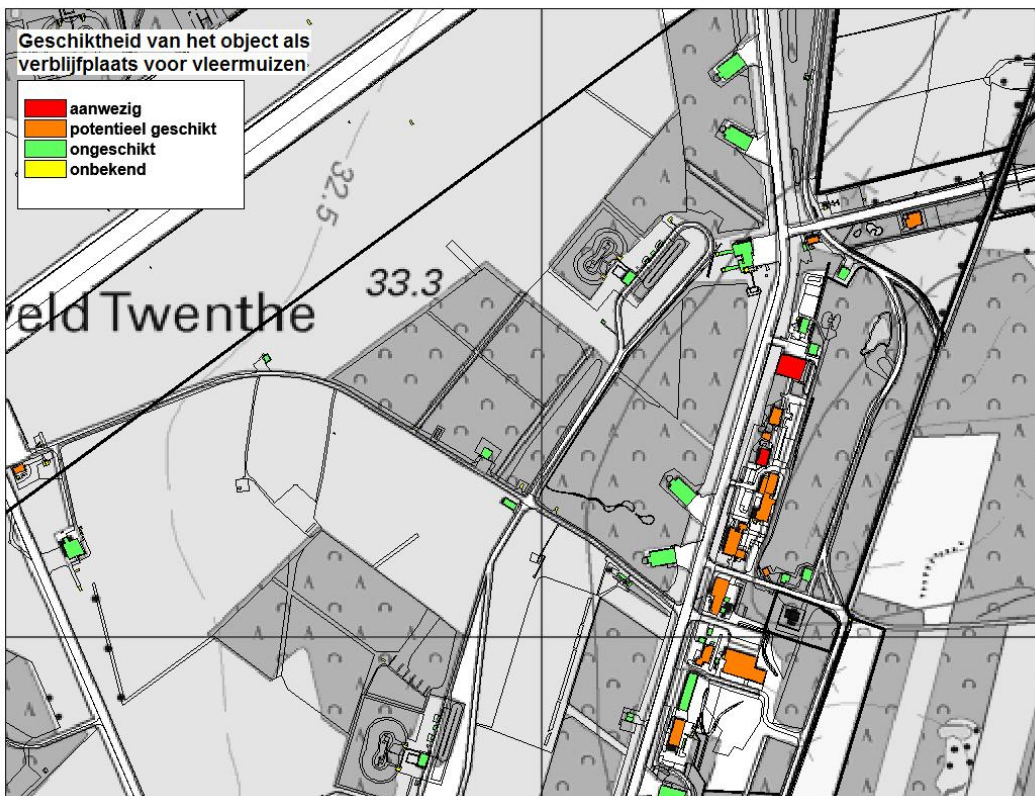 Geschiktheid van het object als
verblijfplaats voor vleermuizen
aanwezig
potentieel geschikt
ongeschikt
onbekend
32.5
33.3
veld Twenthe